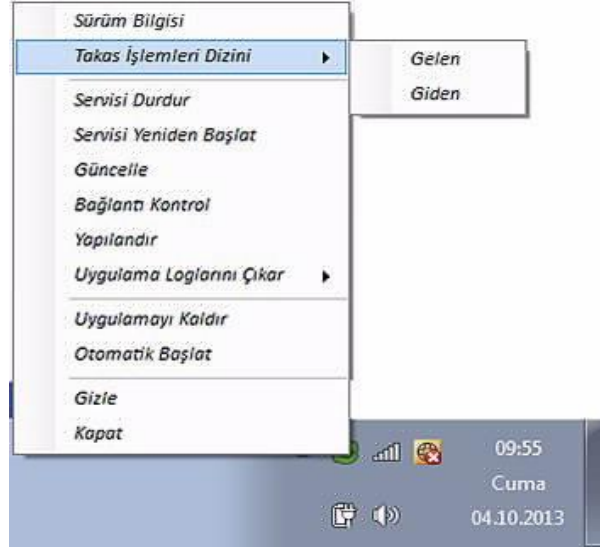 Sürüm Bilgisi
Takas İşlemleri Dizini
Gelen
Giden
Servisi Durdur
Servisi Yeniden Başlat
Güncelle
Bağlantı Kontrol
Yapılandır
Uygulama Loglarını Çıkar
Uygulamayı Kaldır
Otomatik Başlat
Gizle
Kapat
09:55
Cuma
04.10.2013